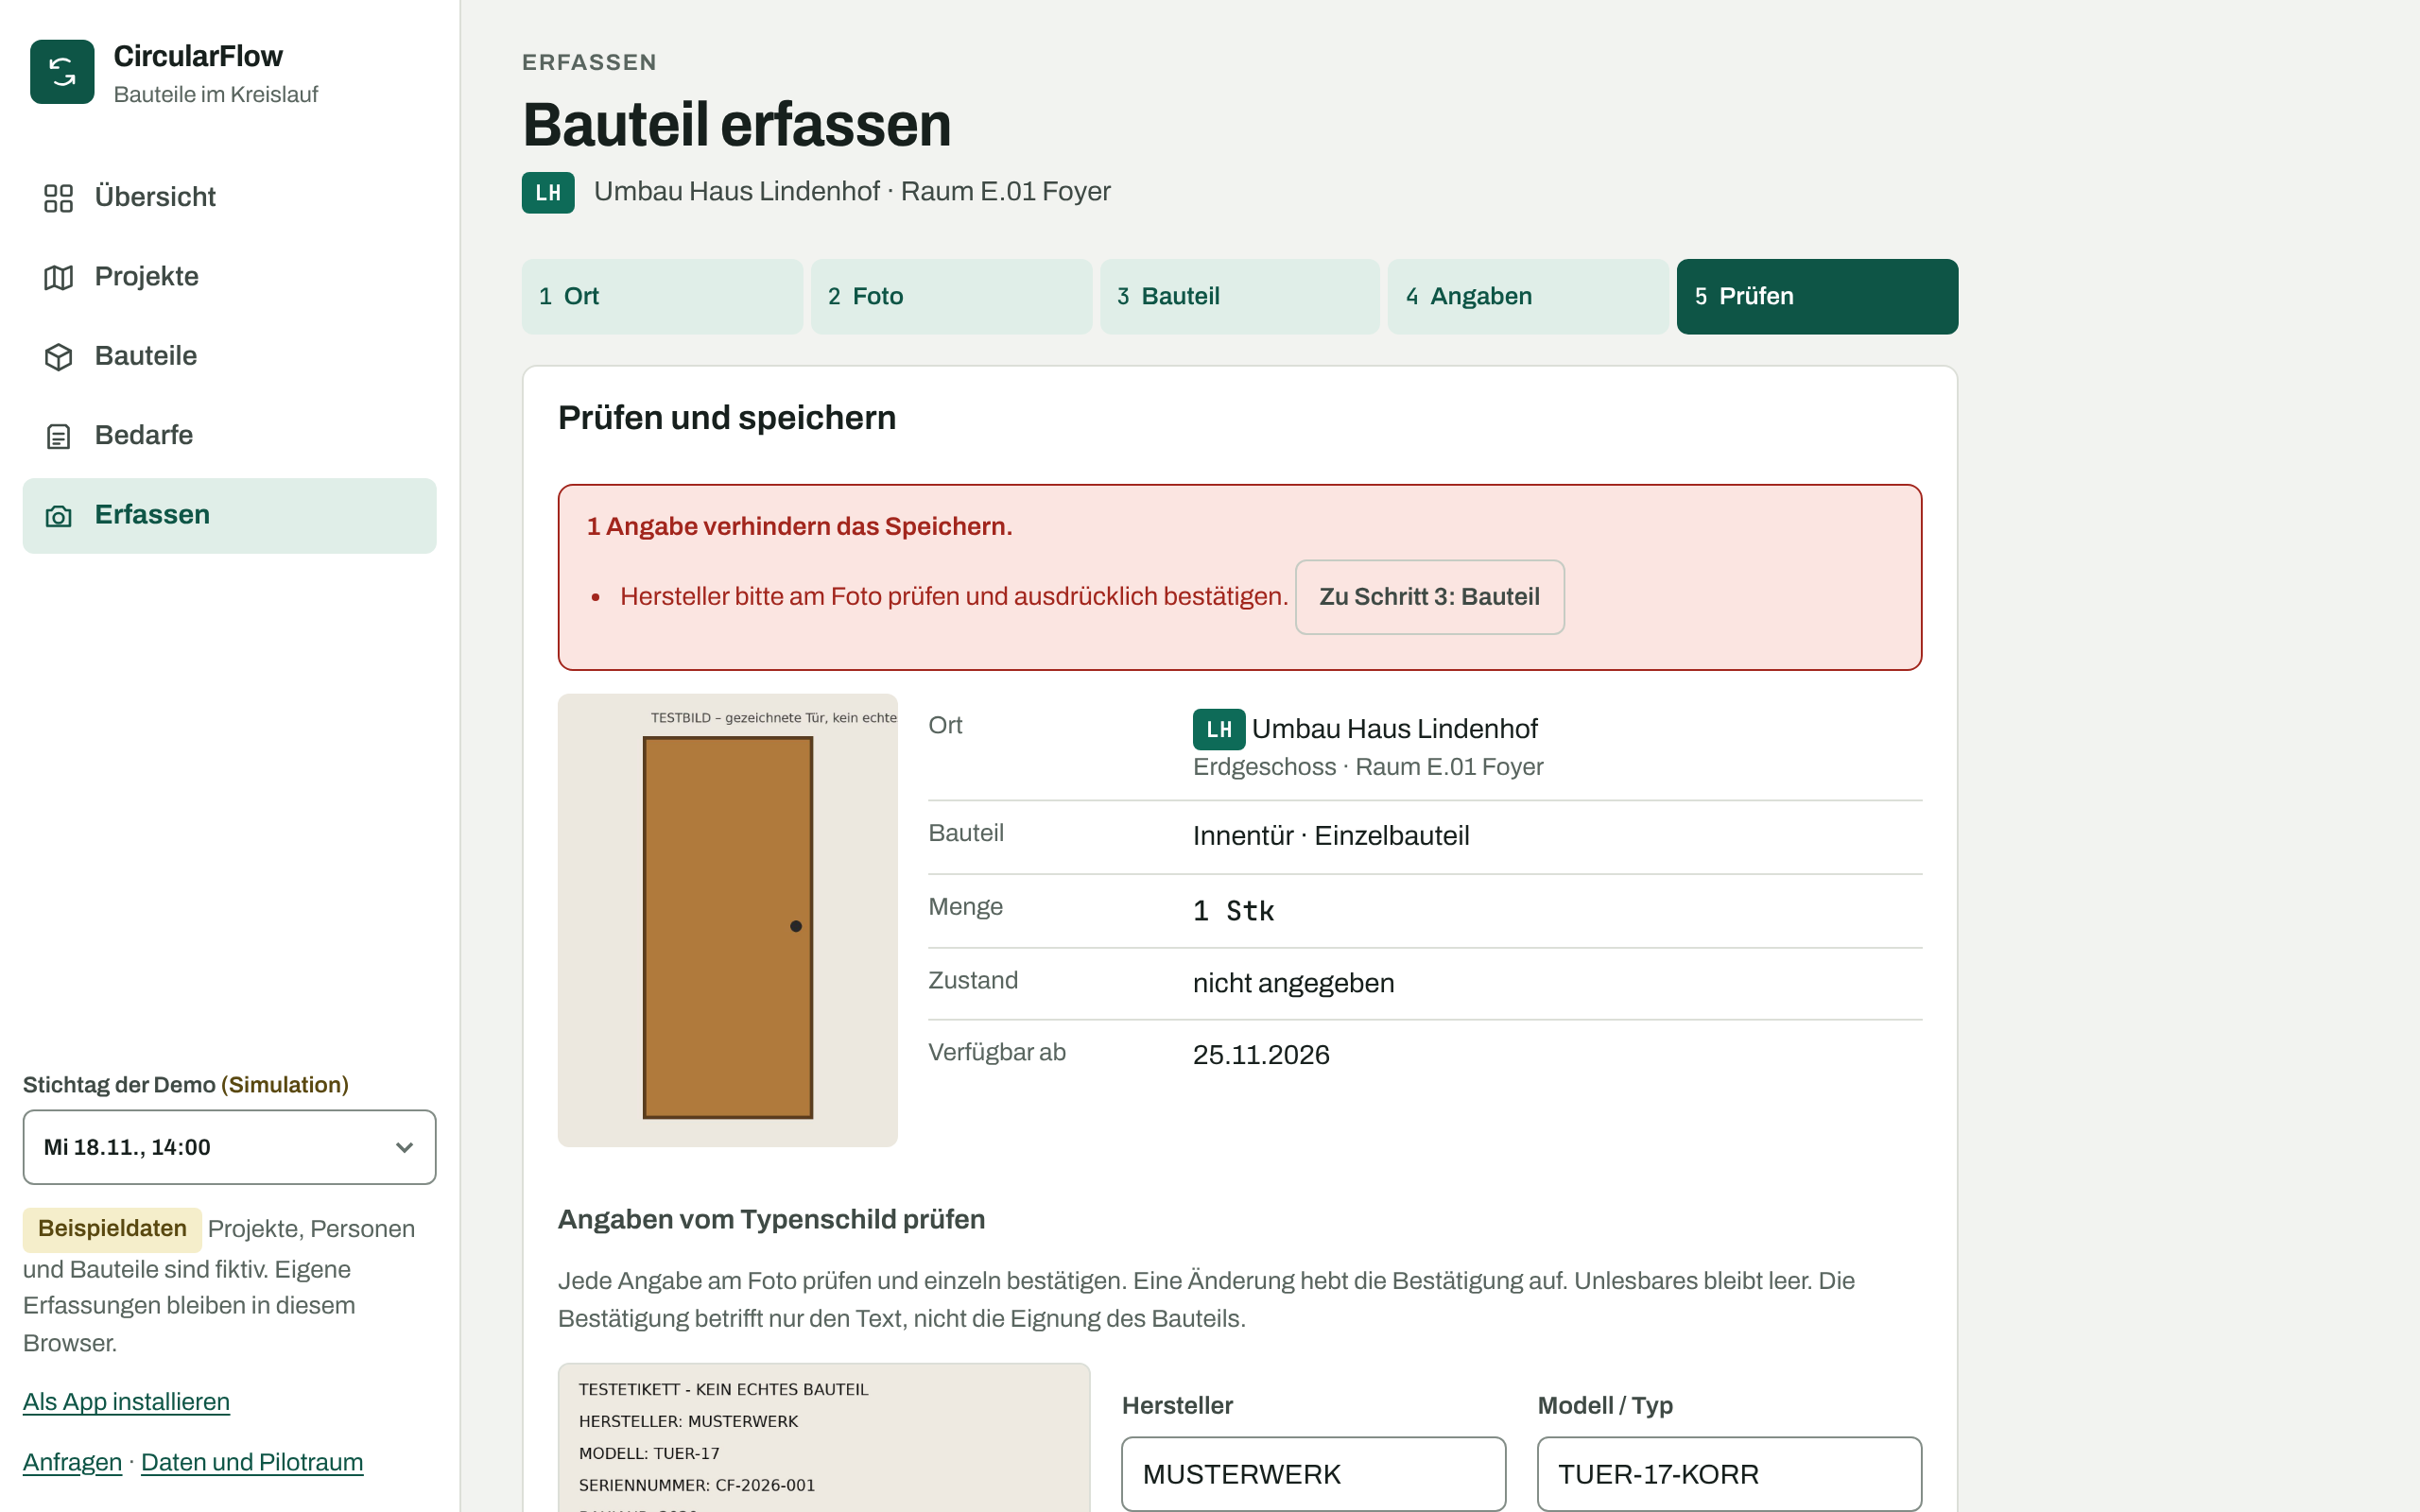 CircularFlow
Bauteile im Kreislauf
Übersicht
Projekte
Bauteile
Bedarfe
Erfassen
Stichtag der Demo (Simulation)
Mi 18.11., 14:00
Beispieldaten Projekte, Personen
und Bauteile sind fiktiv. Eigene
Erfassungen bleiben in diesem
Browser.
Als App installieren
Anfragen · Daten und Pilotraum
ERFASSEN
Bauteil erfassen
LH Umbau Haus Lindenhof · Raum E.01 Foyer
1 Ort
2 Foto
3 Bauteil
4 Angaben
5 Prüfen
Prüfen und speichern
1 Angabe verhindern das Speichern.
• Hersteller bitte am Foto prüfen und ausdrücklich bestätigen. Zu Schritt 3: Bauteil
TESTBILD – gezeichnete Tür, kein echte
Ort
LH Umbau Haus Lindenhof
Erdgeschoss · Raum E.01 Foyer
Bauteil
Innentür · Einzelbauteil
Menge
1 Stk
Zustand
nicht angegeben
Verfügbar ab
25.11.2026
Angaben vom Typenschild prüfen
Jede Angabe am Foto prüfen und einzeln bestätigen. Eine Änderung hebt die Bestätigung auf. Unlesbares bleibt leer. Die
Bestätigung betrifft nur den Text, nicht die Eignung des Bauteils.
TESTETIKETT - KEIN ECHTES BAUTEIL
HERSTELLER: MUSTERWERK
MODELL: TUER-17
SERIENNUMMER: CF-2026-001
Hersteller
MUSTERWERK
Modell / Typ
TUER-17-KORR